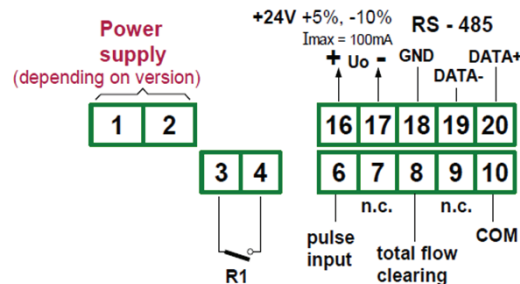 Power
supply
(depending on version)
+24V +5%, -10%
Imax = 100mA
RS - 485
+ Uo -
GND
DATA-
DATA+
1 2
16 17 18 19 20
3 4
6 7 8 9 10
n.c.
n.c.
pulse
input
total flow
clearing
COM
R1